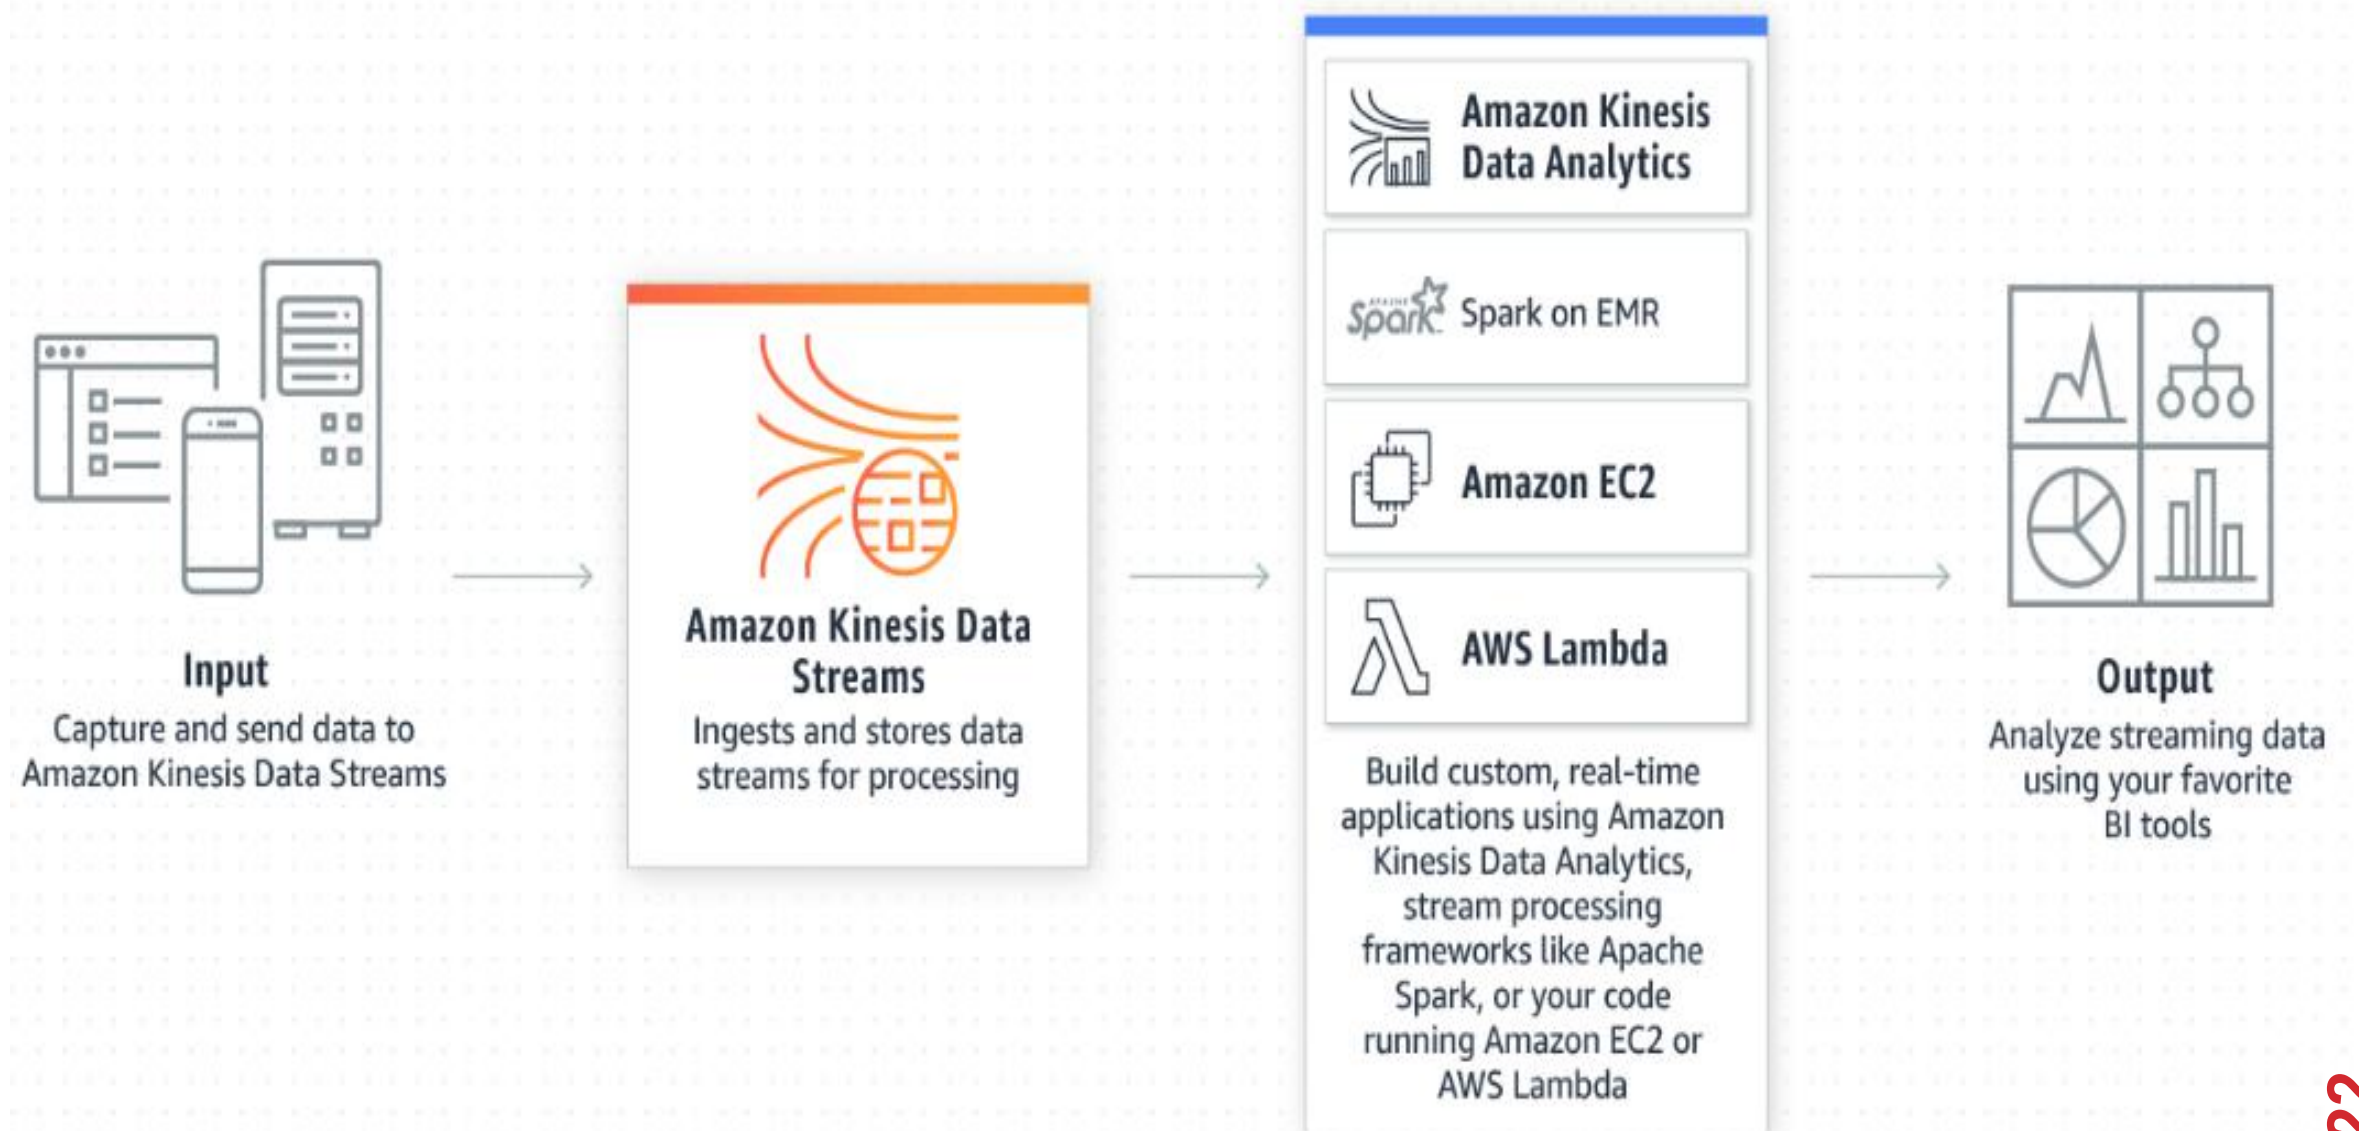 Input
Capture and send data to
Amazon Kinesis Data Streams
Amazon Kinesis Data
Streams
Ingests and stores data
streams for processing
Amazon Kinesis
Data Analytics
APACHE
Spark
Spark on EMR
Amazon EC2
AWS Lambda
Build custom, real-time
applications using Amazon
Kinesis Data Analytics,
stream processing
frameworks like Apache
Spark, or your code
running Amazon EC2 or
AWS Lambda
Output
Analyze streaming data
using your favorite
BI tools